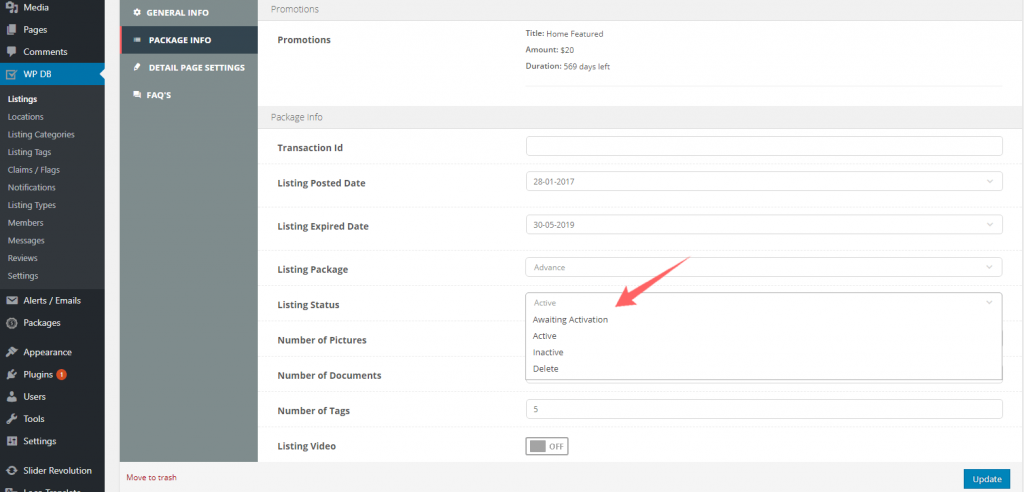 Media
Pages
Comments
WP DB
Listings
Locations
Listing Categories
Listing Tags
Claims / Flags
Notifications
Listing Types
Members
Messages
Reviews
Settings
Alerts / Emails
Packages
Appearance
Plugins 1
Users
Tools
Settings
Slider Revolution
Loco Translate
GENERAL INFO
PACKAGE INFO
DETAIL PAGE SETTINGS
FAQ'S
Promotions
Promotions
Title: Home Featured
Amount: $20
Duration: 569 days left
Package Info
Transaction Id
Listing Posted Date
28-01-2017
Listing Expired Date
30-05-2019
Listing Package
Advance
Listing Status
Active
Awaiting Activation
Active
Inactive
Delete
Number of Pictures
Number of Documents
Number of Tags
5
Listing Video
OFF
Move to trash
Update